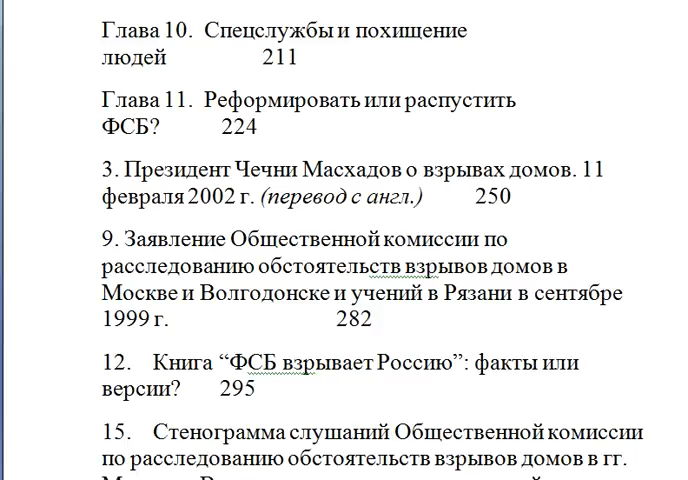 Глава 10. Спецслужбы и похищение
людей 211
Глава 11. Реформировать или распустить
ФСБ? 224
3. Президент Чечни Масхадов о взрывах домов. 11
февраля 2002 г. (перевод с англ.) 250
9. Заявление Общественной комиссии по
расследованию обстоятельств взрывов домов в
Москве и Волгодонске и учений в Рязани в сентябре
1999 г. 282
12. Книга “ФСБ взрывает Россию”: факты или
версии? 295
15. Стенограмма слушаний Общественной комиссии
по расследованию обстоятельств взрывов домов в гг.